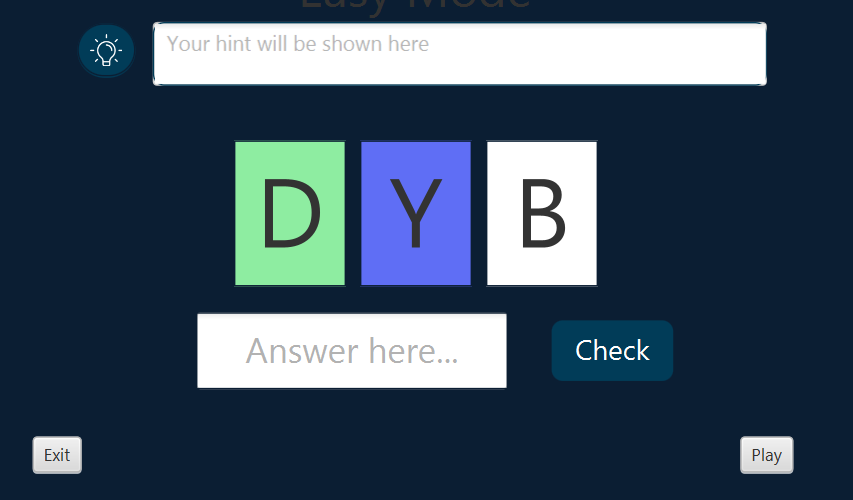 Easy Mode
Your hint will be shown here
D Y B
Answer here...
Check
Exit
Play